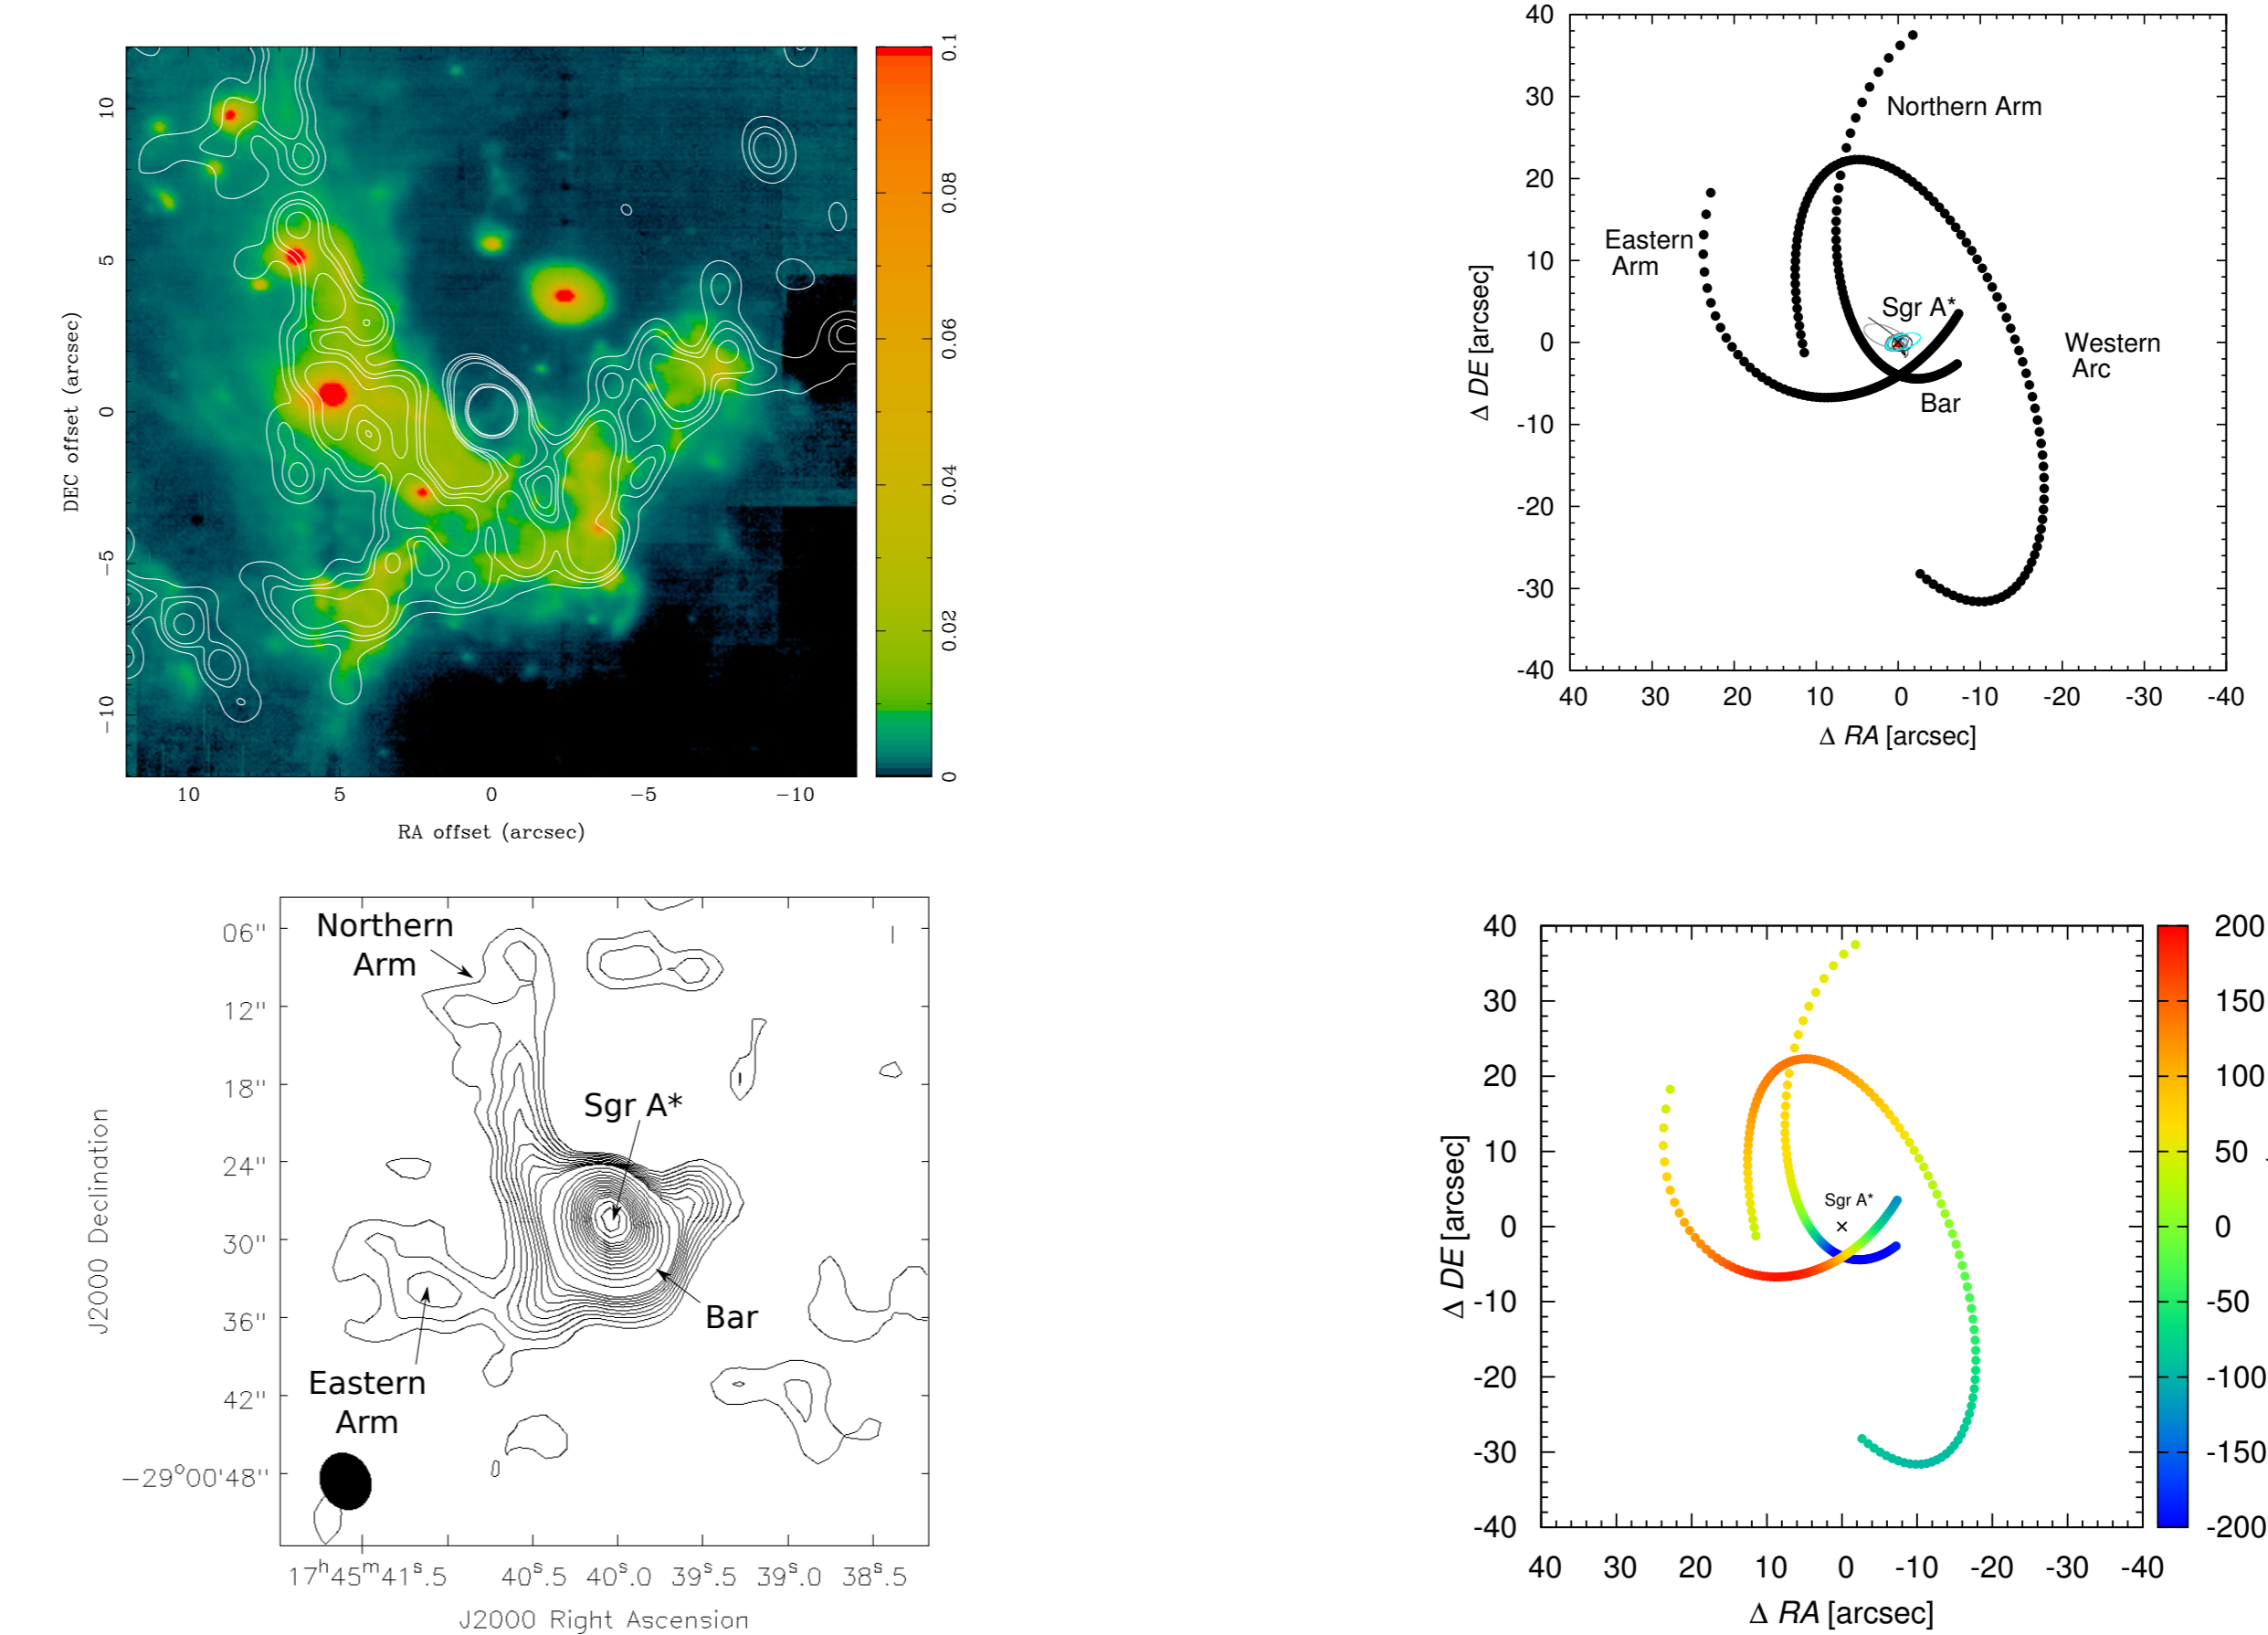 10
5
0
−5
−10
DEC offset (arcsec)
10
5
0
−5
−10
RA offset (arcsec)
0.1
0.08
0.06
0.04
0.02
0
40
30
20
10
0
-10
-20
-30
-40
Δ DE [arcsec]
Northern Arm
Eastern
Arm
Sgr A*
Western
Arc
Bar
40
30
20
10
0
-10
-20
-30
-40
Δ RA [arcsec]
06"
12"
18"
24"
30"
36"
42"
−29°00'48"
J2000 Declination
Northern
Arm
Sgr A*
Bar
Eastern
Arm
17ʰ45ᵐ41ˢ.5
40ˢ.5
40ˢ.0
39ˢ.5
39ˢ.0
38ˢ.5
J2000 Right Ascension
40
30
20
10
0
-10
-20
-30
-40
Δ DE [arcsec]
Sgr A*
40
30
20
10
0
-10
-20
-30
-40
Δ RA [arcsec]
200
150
100
50
0
-50
-100
-150
-200